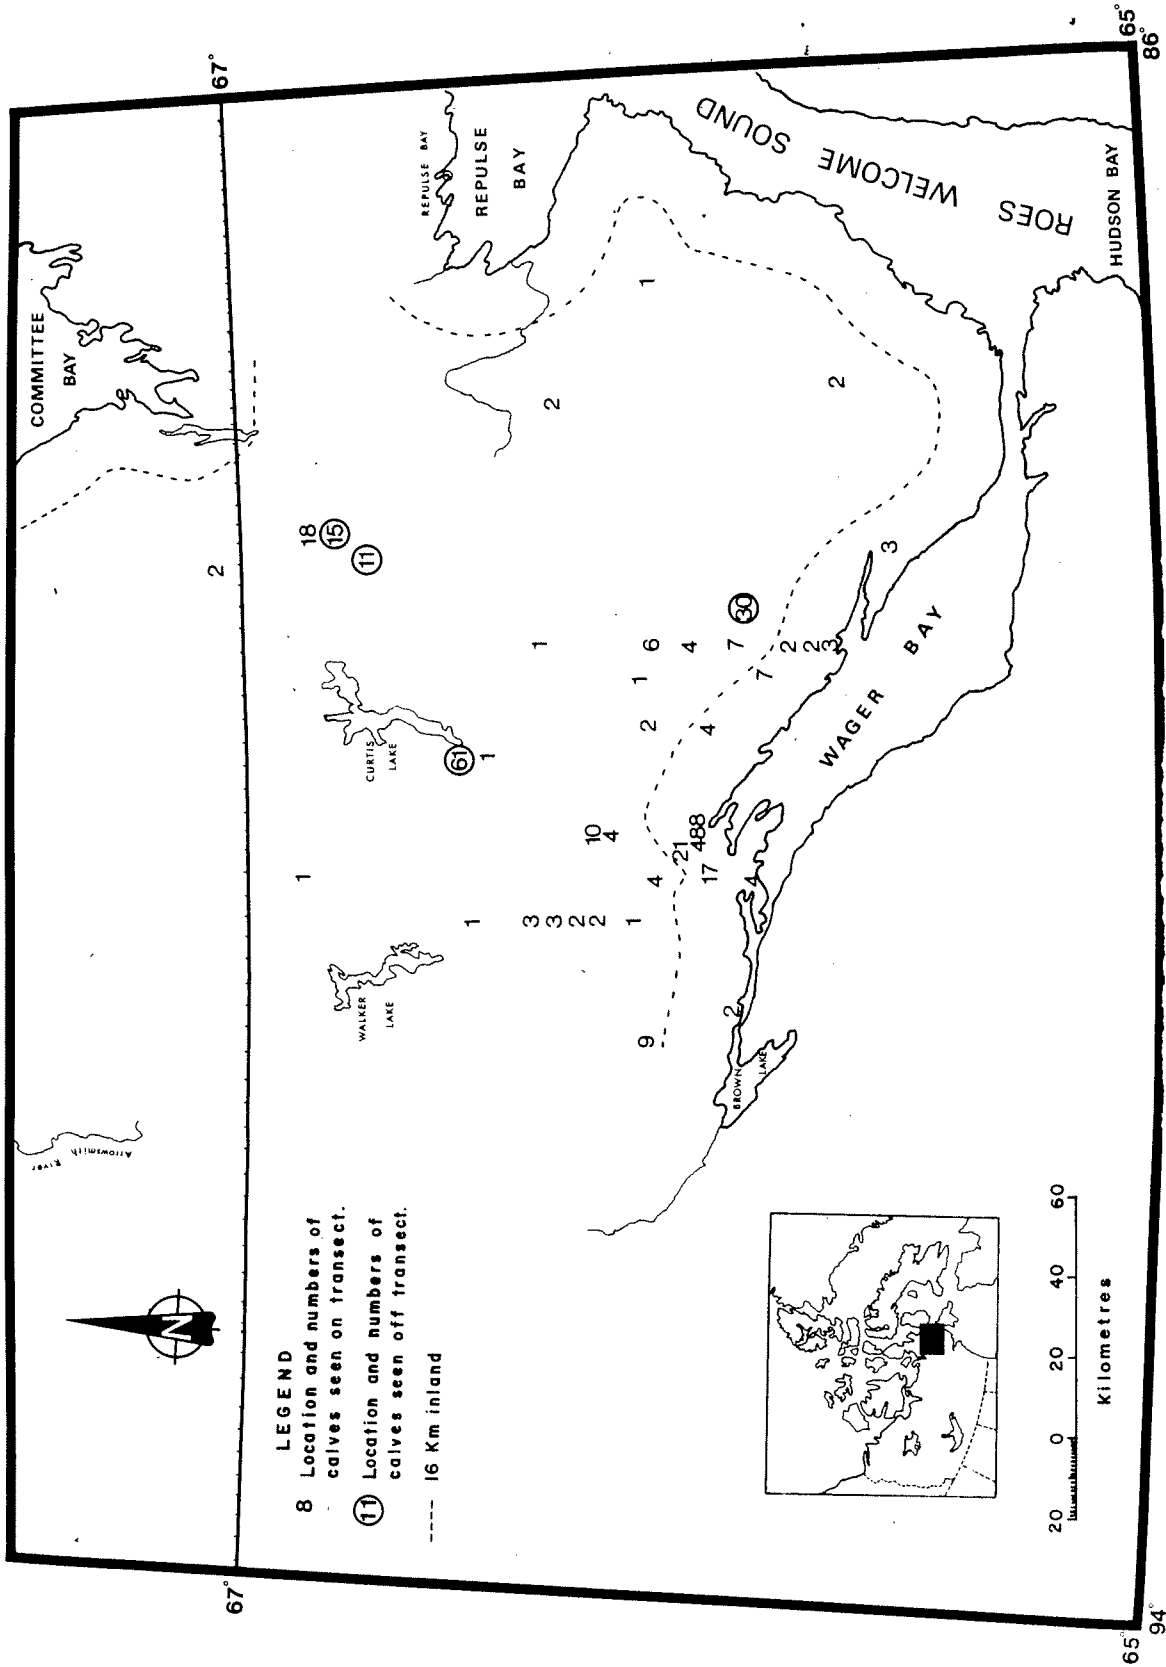 COMMITTEE
BAY
Arrowsmith
River
67°
67°
2
LEGEND
8 Location and numbers of
calves seen on transect.
11 Location and numbers of
calves seen off transect.
---- 16 Km inland
N
1
18
15
11
WALKER
LAKE
CURTIS
LAKE
REPULSE BAY
REPULSE
BAY
61
1
1
3
1
2
3
2
10
2
4
1
1
9
2
6
1
4
21
4
488
17
4
7
30
2
4
7
2
2
3
2
3
BROWN
LAKE
WAGER BAY
ROES WELCOME SOUND
HUDSON BAY
20 0 20 40 60
Kilometres
65°
94°
65°
86°